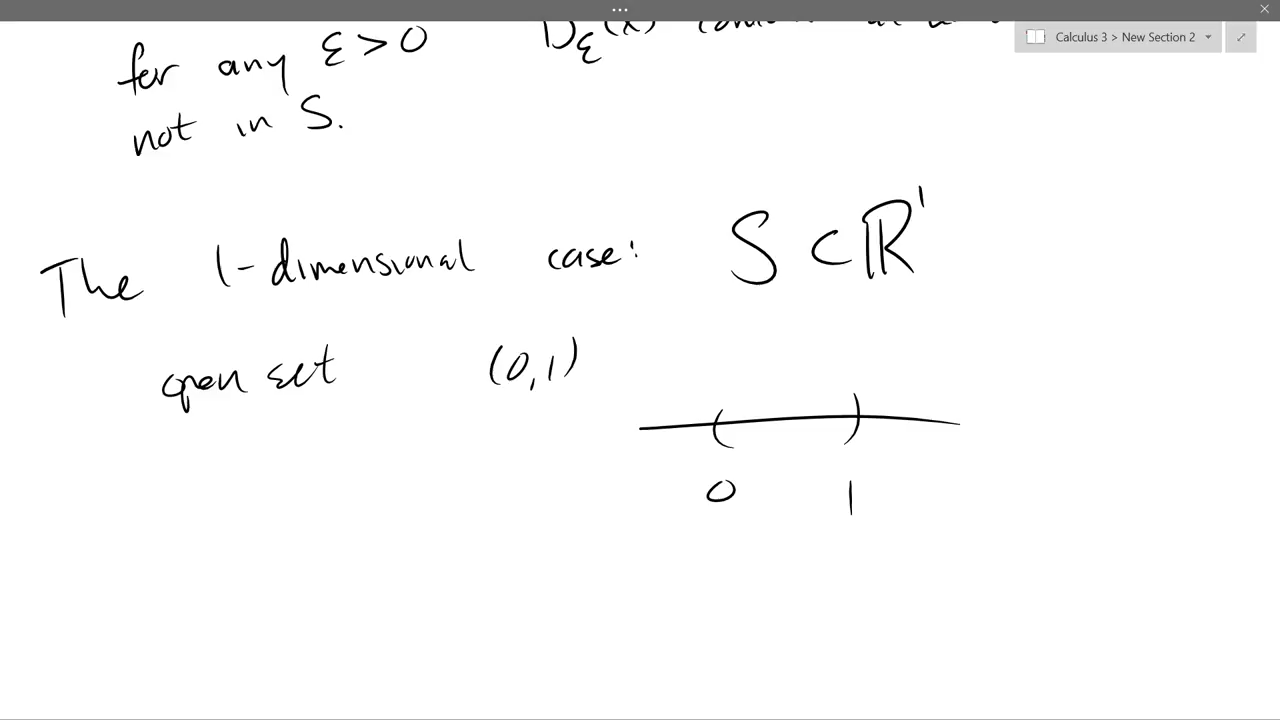 Calculus 3 > New Section 2
for any ε > 0 D_ε(x)
not in S.
The 1-dimensional case: S ⊂ ℝ¹
open set (0,1)
0 1